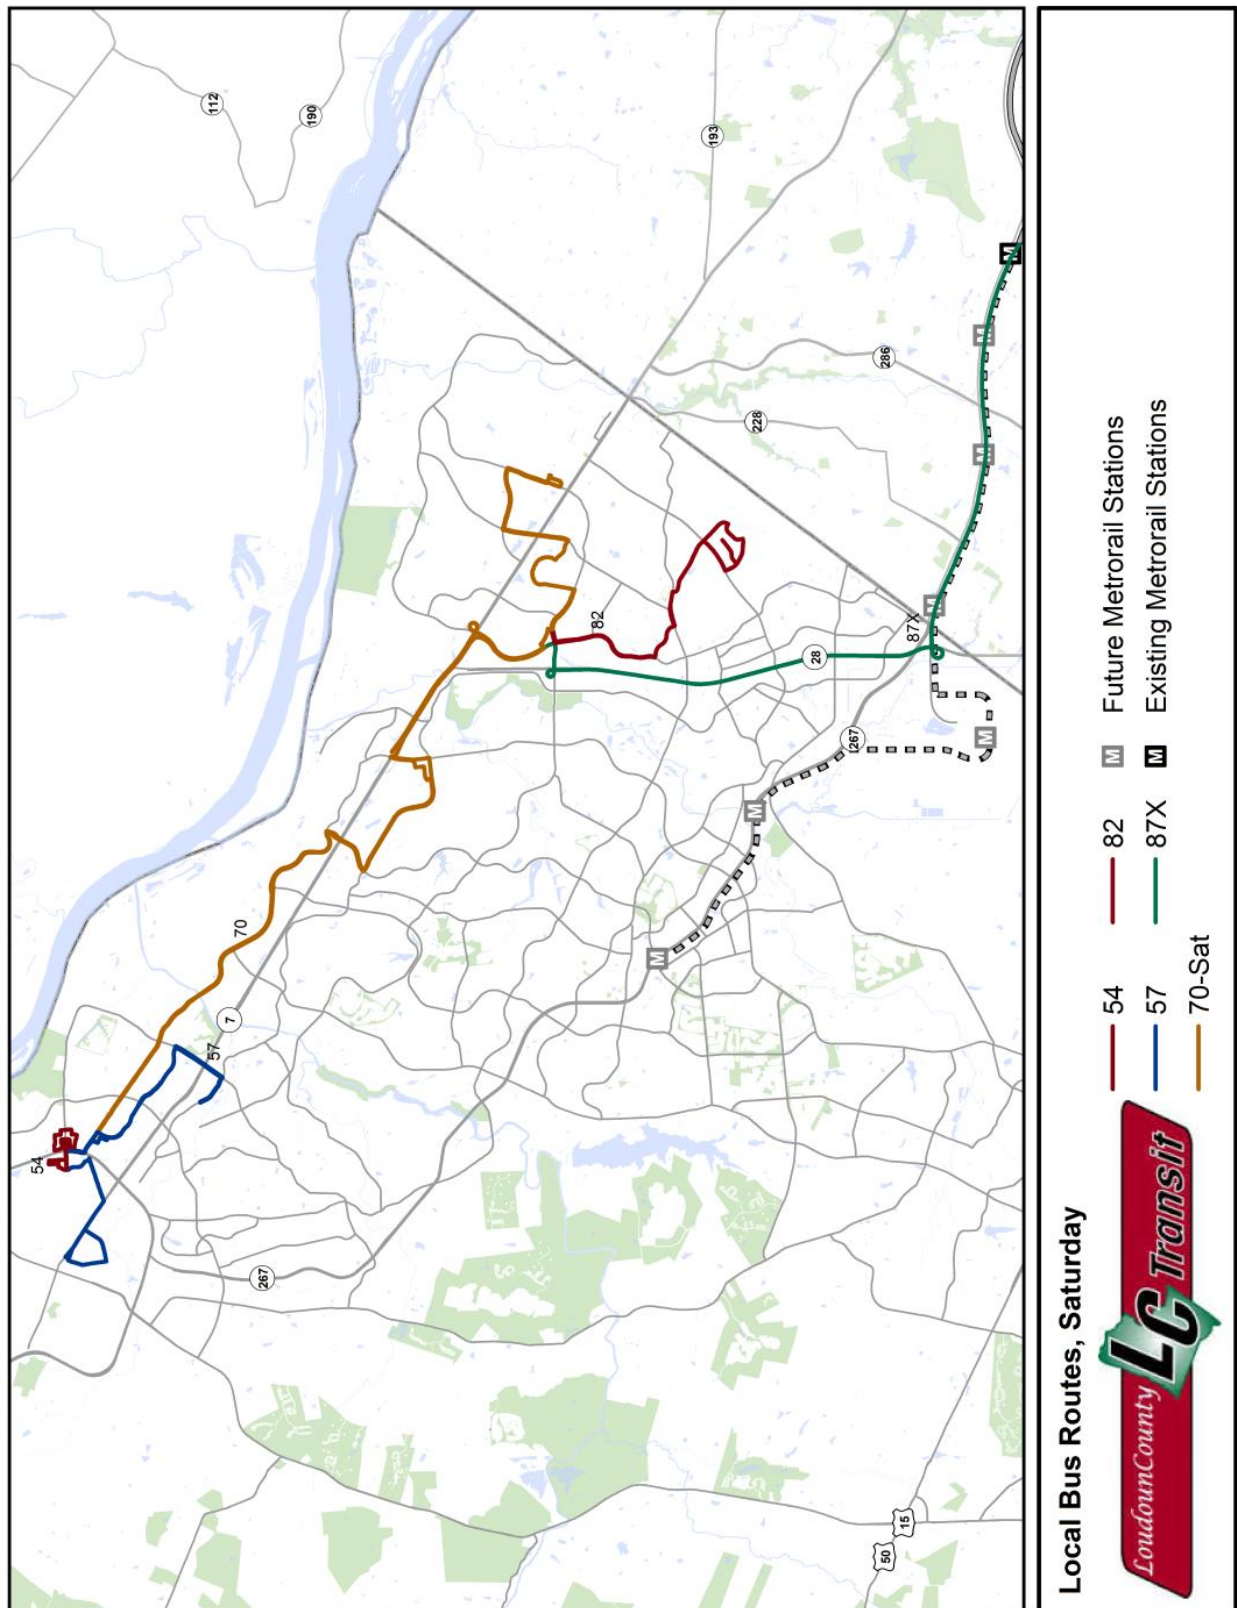 112
190
193
286
228
82
87X
28
267
70
7
57
54
267
15
50
M
M
M
M
M
M
M
Local Bus Routes, Saturday
LoudounCounty LC Transit
54
57
70-Sat
82
87X
M Future Metrorail Stations
M Existing Metrorail Stations